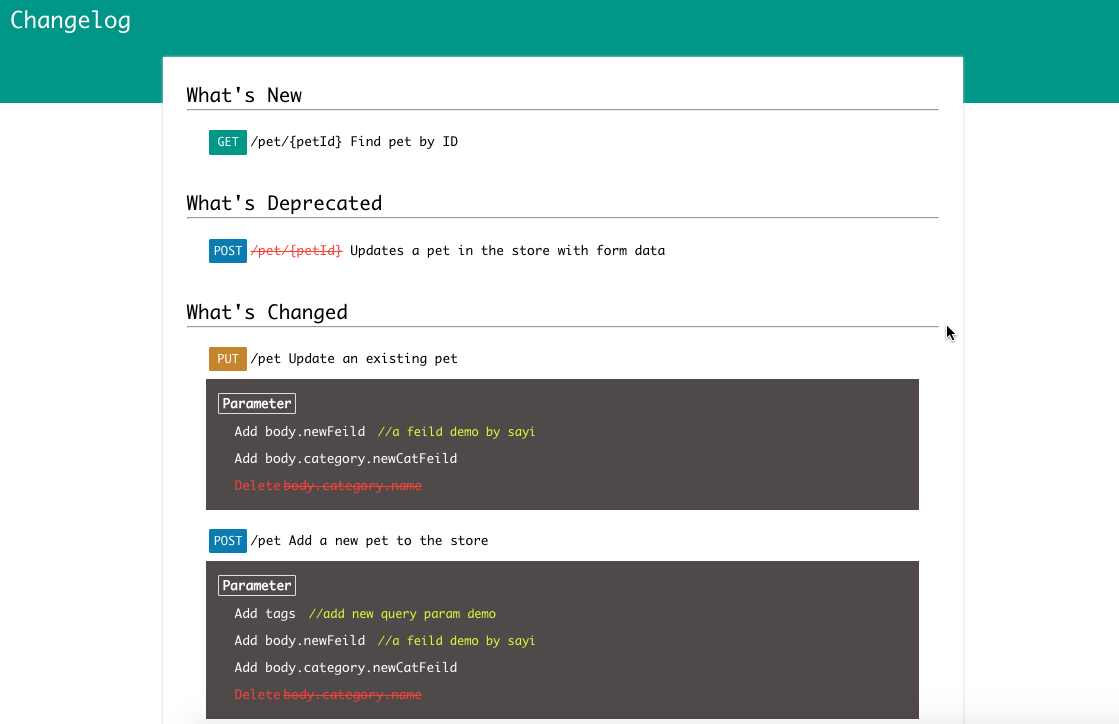 Changelog
What's New
GET /pet/{petId} Find pet by ID
What's Deprecated
POST /pet/{petId} Updates a pet in the store with form data
What's Changed
PUT /pet Update an existing pet
Parameter
Add body.newFeild //a feild demo by sayi
Add body.category.newCatFeild
Delete body.category.name
POST /pet Add a new pet to the store
Parameter
Add tags //add new query param demo
Add body.newFeild //a feild demo by sayi
Add body.category.newCatFeild
Delete body.category.name